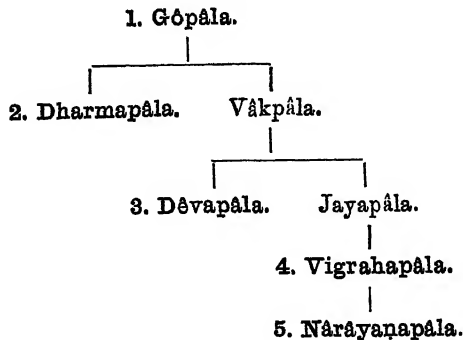 1. Gôpâla.
2. Dharmapâla. Vâkpâla.
3. Dêvapâla. Jayapâla.
4. Vigrahapâla.
5. Nârâyaṇapâla.